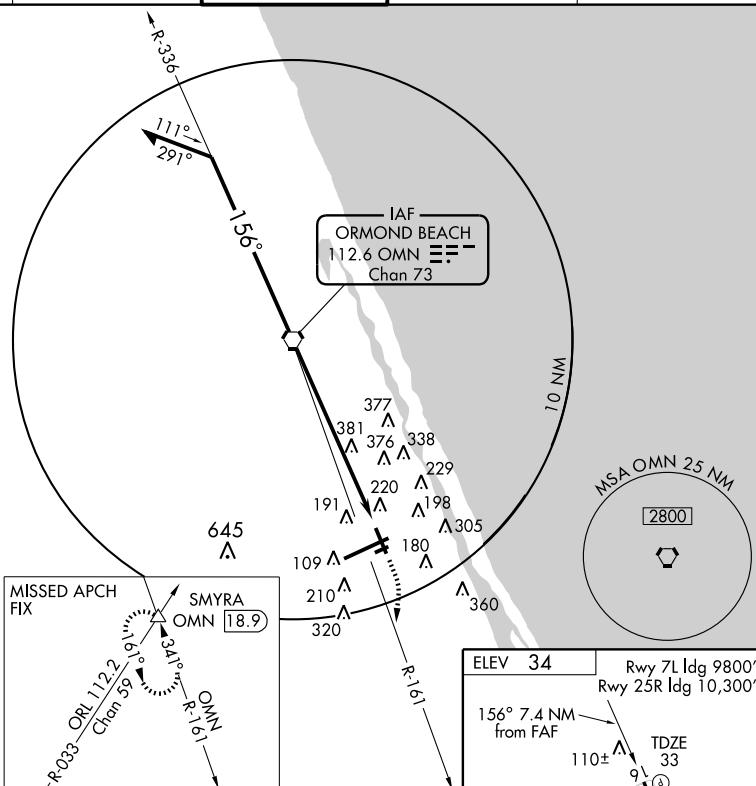 R-336
111°
291°
156°
IAF
ORMOND BEACH
112.6 OMN
Chan 73
10 NM
377
381
376
338
229
220
191
198
305
645
109
180
210
360
320
MSA OMN 25 NM
2800
MISSED APCH
FIX
SMYRA
OMN 18.9
161°
341°
ORL 112.2
Chan 59
R-033
OMN
R-161
R-161
ELEV 34
Rwy 7L ldg 9800'
Rwy 25R ldg 10,300'
156° 7.4 NM
from FAF
110±
TDZE
33
16